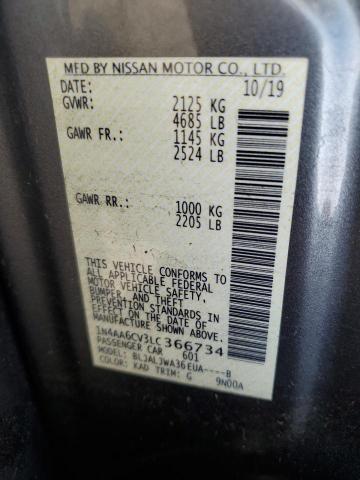 MFD BY NISSAN MOTOR CO., LTD.
DATE: 10/19
GVWR: 2125 KG
4685 LB
GAWR FR.: 1145 KG
2524 LB
GAWR RR.: 1000 KG
2205 LB
THIS VEHICLE CONFORMS TO
ALL APPLICABLE FEDERAL
MOTOR VEHICLE SAFETY,
BUMPER, AND THEFT
PREVENTION STANDARDS
IN EFFECT ON THE DATE OF
MANUFACTURE SHOWN ABOVE.
1N4AA6CV3LC366734
PASSENGER CAR 601
MODEL: BLJALJWA36EUA----B
COLOR: KAD TRIM: G 9N00A